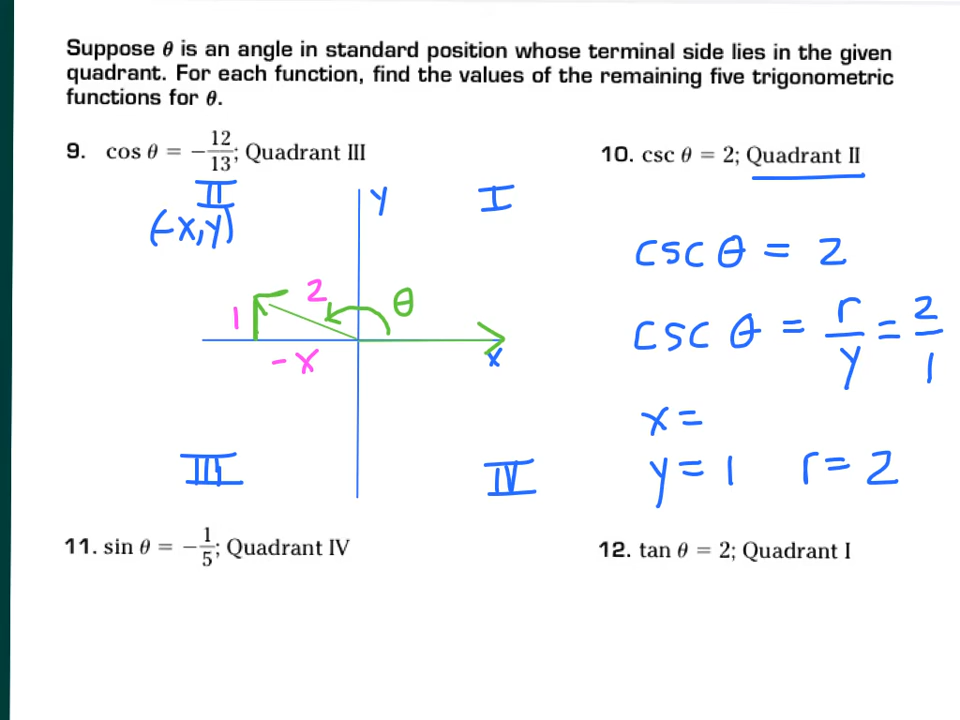 Suppose θ is an angle in standard position whose terminal side lies in the given
quadrant. For each function, find the values of the remaining five trigonometric
functions for θ.
9. cos θ = -12/13; Quadrant III
10. csc θ = 2; Quadrant II
II
(-x,y)
y
I
2
θ
1
-x
x
III
IV
csc θ = 2
csc θ = r/y = 2/1
x =
y = 1 r = 2
11. sin θ = -1/5; Quadrant IV
12. tan θ = 2; Quadrant I